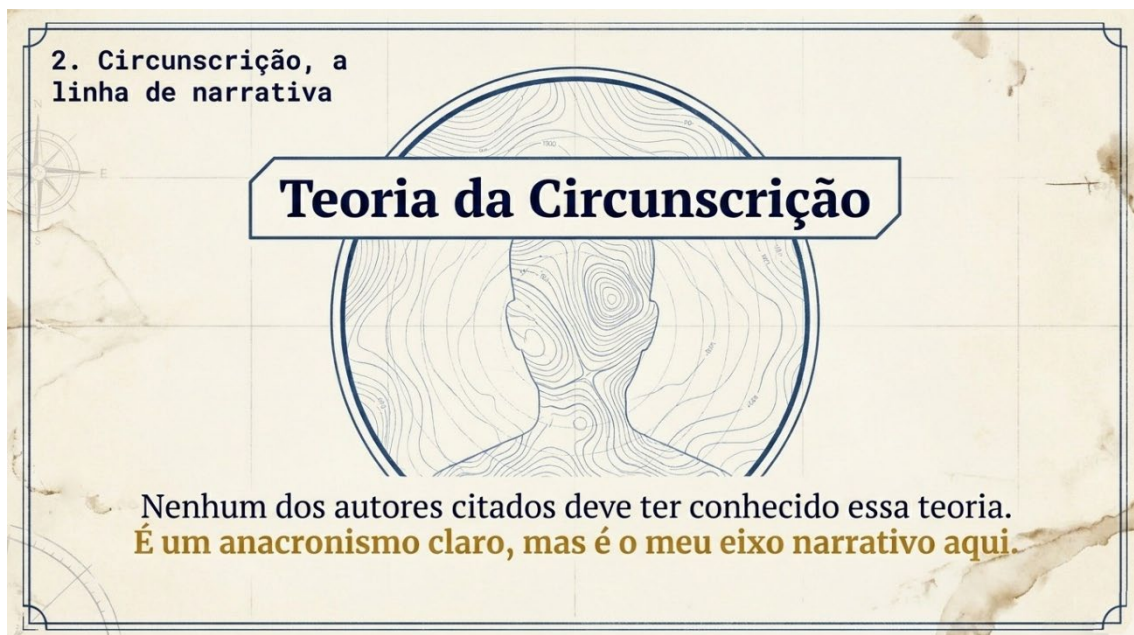 2. Circunscrição, a
linha de narrativa
N
E
S
Teoria da Circunscrição
Nenhum dos autores citados deve ter conhecido essa teoria.
É um anacronismo claro, mas é o meu eixo narrativo aqui.